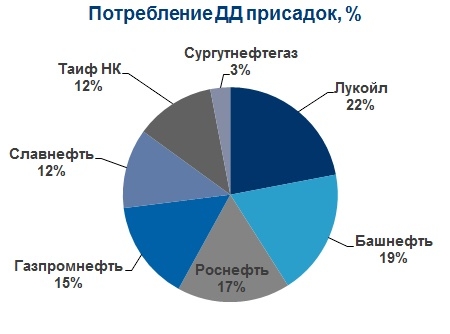 Потребление ДД присадок, %
Сургутнефтегаз
3%
Лукойл
22%
Башнефть
19%
Роснефть
17%
Газпромнефть
15%
Славнефть
12%
Таиф НК
12%